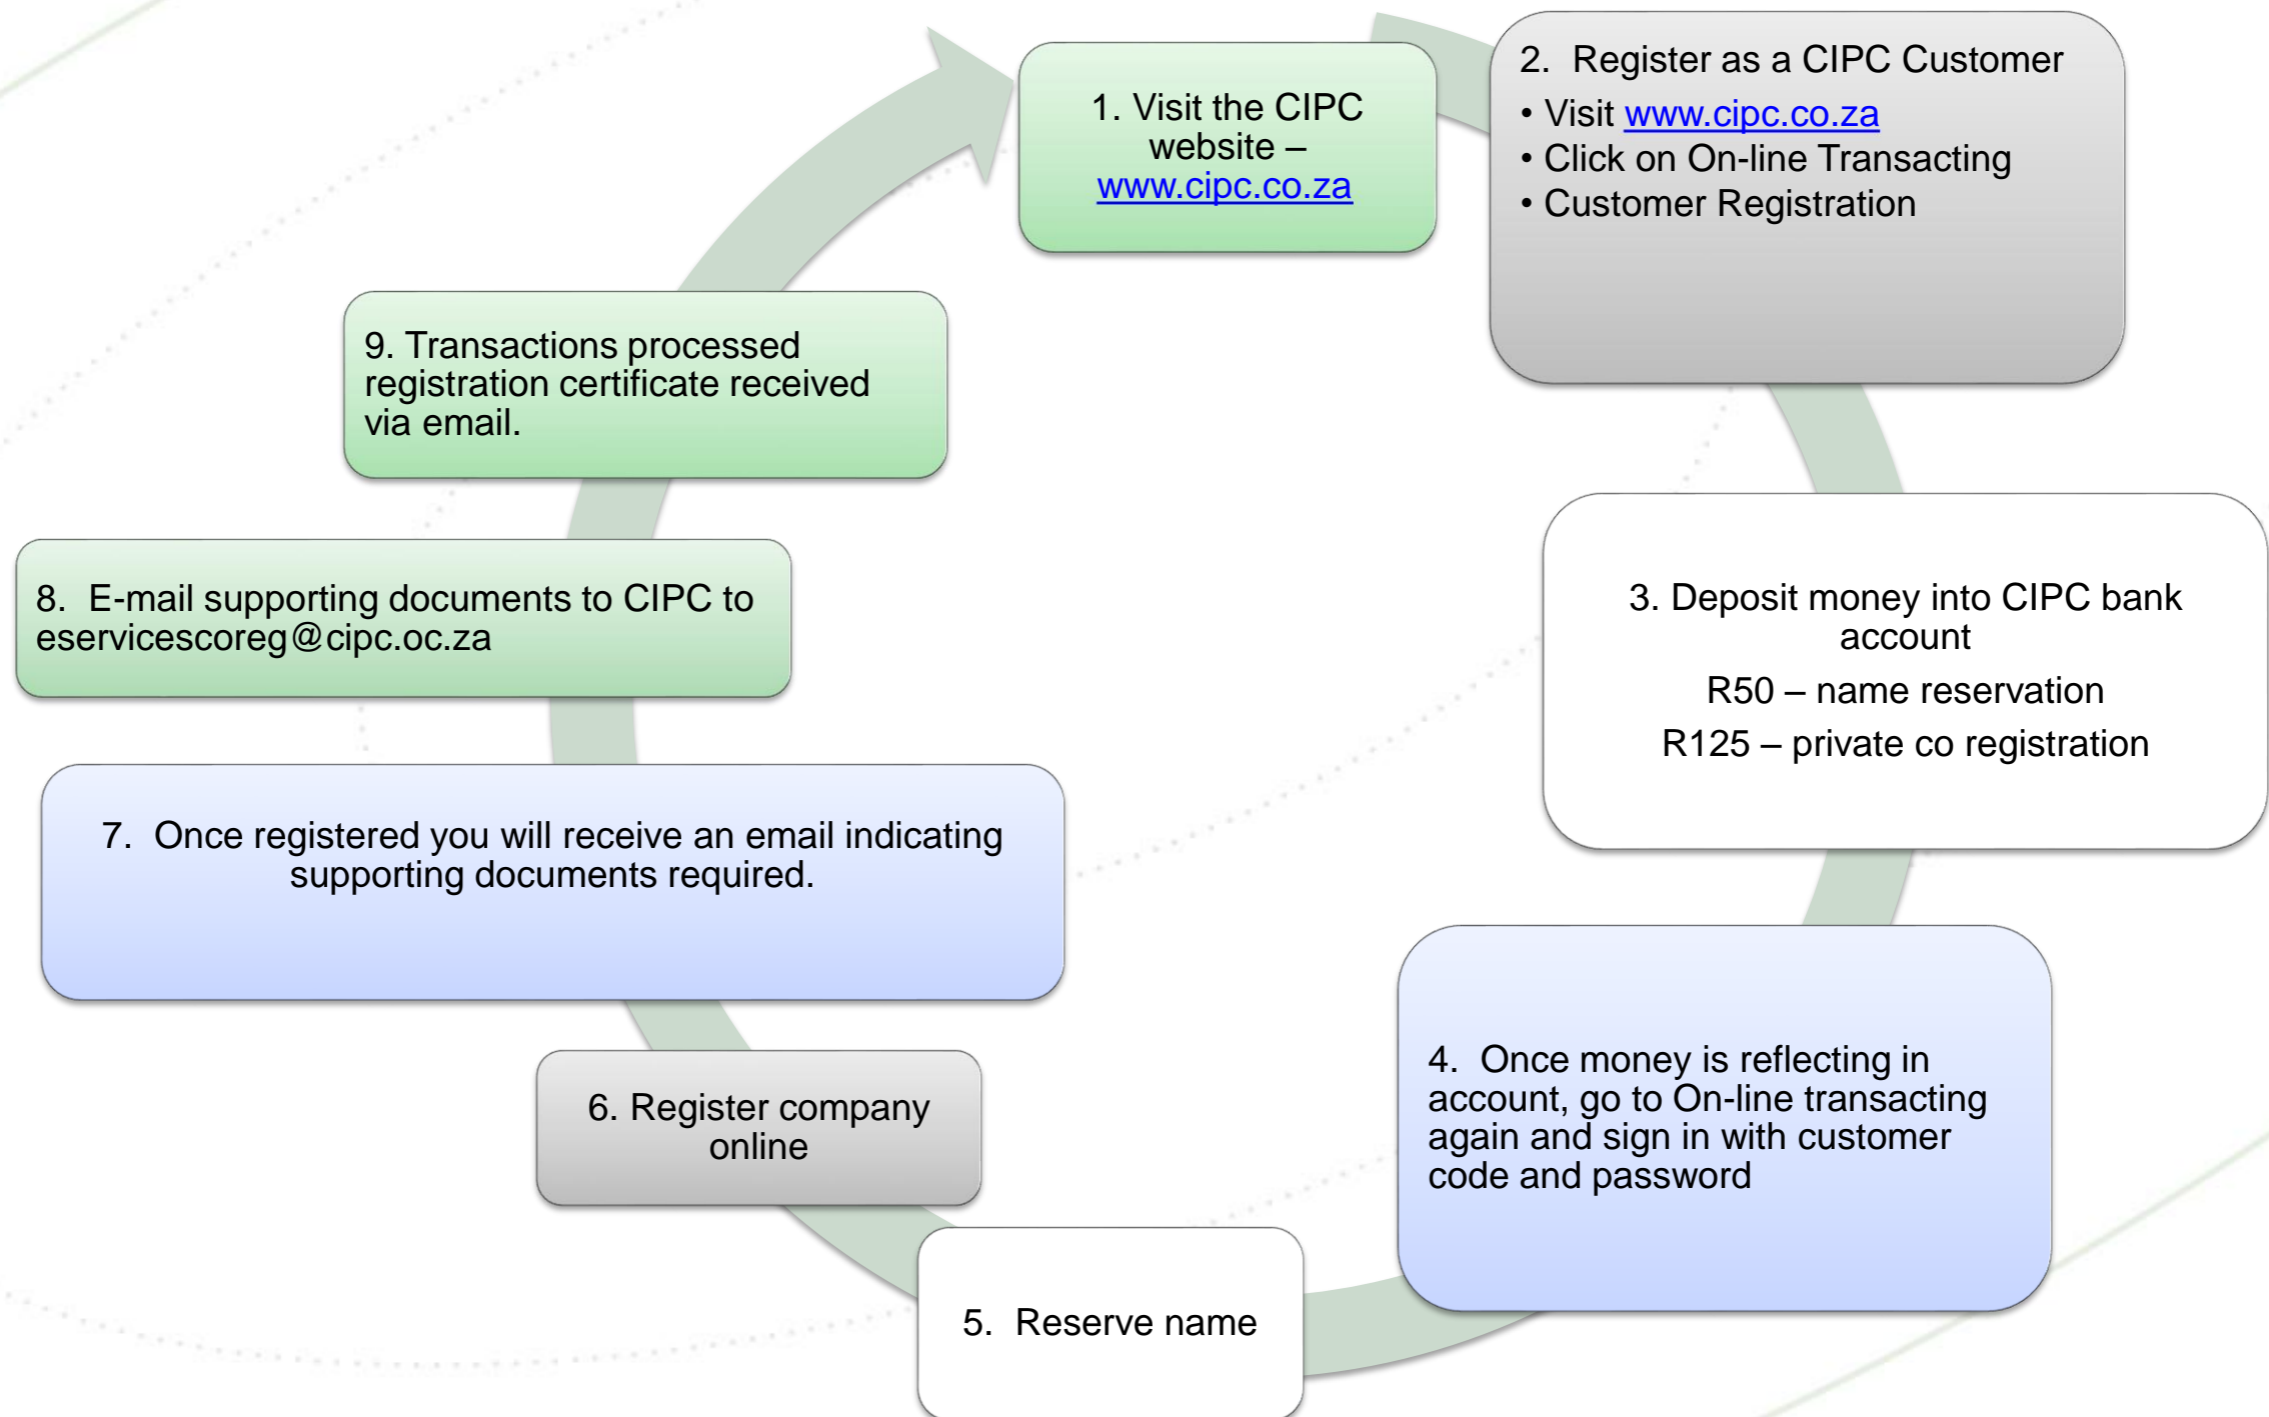 1. Visit the CIPC
website –
www.cipc.co.za
2. Register as a CIPC Customer
• Visit www.cipc.co.za
• Click on On-line Transacting
• Customer Registration
3. Deposit money into CIPC bank
account
R50 – name reservation
R125 – private co registration
4. Once money is reflecting in
account, go to On-line transacting
again and sign in with customer
code and password
5. Reserve name
6. Register company
online
7. Once registered you will receive an email indicating
supporting documents required.
8. E-mail supporting documents to CIPC to
eservicescoreg@cipc.oc.za
9. Transactions processed
registration certificate received
via email.